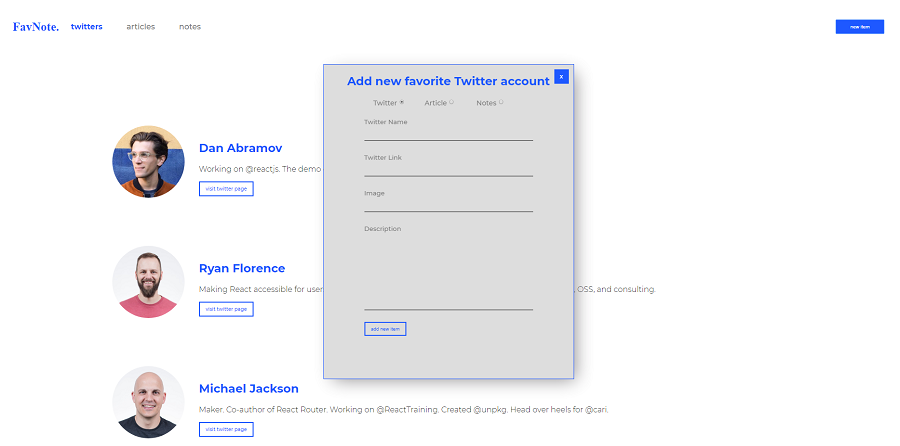 FavNote. twitters articles notes new item
Add new favorite Twitter account x
Twitter Article Notes
Twitter Name
Twitter Link
Image
Description
add new item
Dan Abramov
Working on @reactjs. The demo
visit twitter page
Ryan Florence
Making React accessible for user , OSS, and consulting.
visit twitter page
Michael Jackson
Maker. Co-author of React Router. Working on @ReactTraining. Created @unpkg. Head over heels for @cari.
visit twitter page